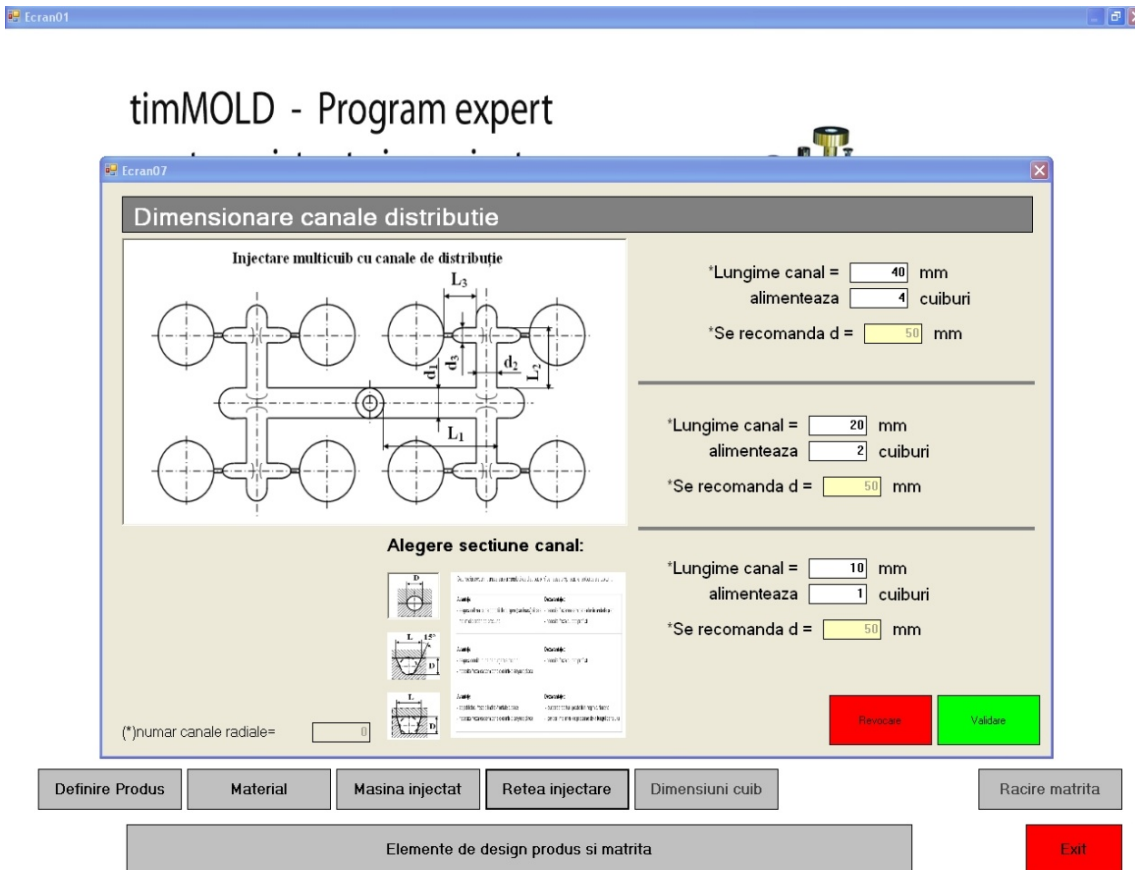 Ecran01
timMOLD - Program expert
Ecran07
Dimensionare canale distributie
Injectare multicuib cu canale de distribuție
L3
d1
d3
d2
L2
L1
*Lungime canal = 40 mm
alimenteaza 4 cuiburi
*Se recomanda d = 50 mm
*Lungime canal = 20 mm
alimenteaza 2 cuiburi
*Se recomanda d = 50 mm
*Lungime canal = 10 mm
alimenteaza 1 cuiburi
*Se recomanda d = 50 mm
Alegere sectiune canal:
D
L 15°
D
L
D
(*)numar canale radiale= 0
Revocare
Validare
Definire Produs
Material
Masina injectat
Retea injectare
Dimensiuni cuib
Racire matrita
Elemente de design produs si matrita
Exit